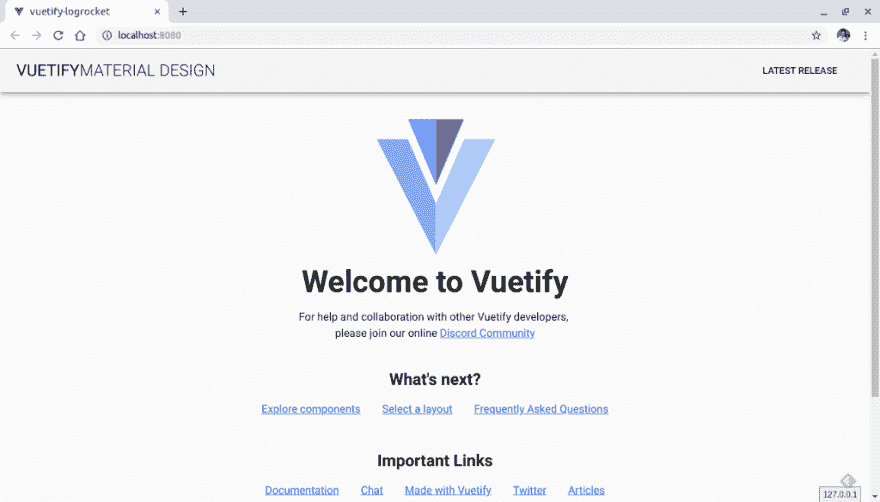 vuetify-logrocket
localhost:8080
VUETIFYMATERIAL DESIGN
LATEST RELEASE
Welcome to Vuetify
For help and collaboration with other Vuetify developers,
please join our online Discord Community
What's next?
Explore components Select a layout Frequently Asked Questions
Important Links
Documentation Chat Made with Vuetify Twitter Articles
127.0.0.1